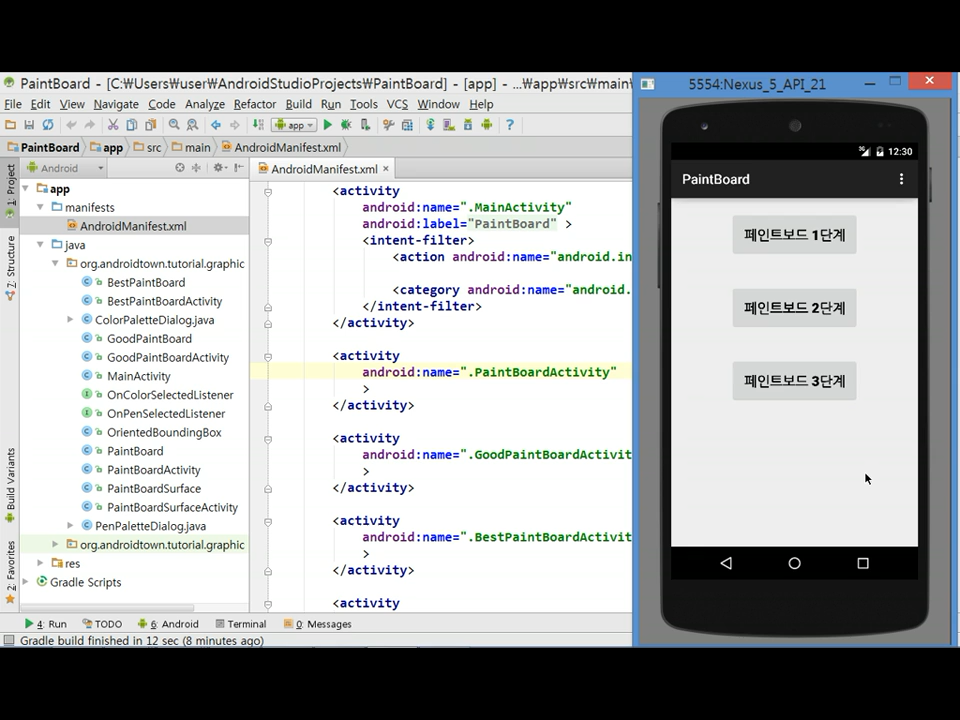 PaintBoard - [C:₩Users₩user₩AndroidStudioProjects₩PaintBoard] - [app] - ...₩app₩src₩main₩
File Edit View Navigate Code Analyze Refactor Build Run Tools VCS Window Help
app
PaintBoard app src main AndroidManifest.xml
Android
AndroidManifest.xml
1: Project
7: Structure
Build Variants
2: Favorites
app
manifests
AndroidManifest.xml
java
org.androidtown.tutorial.graphic
BestPaintBoard
BestPaintBoardActivity
ColorPaletteDialog.java
GoodPaintBoard
GoodPaintBoardActivity
MainActivity
OnColorSelectedListener
OnPenSelectedListener
OrientedBoundingBox
PaintBoard
PaintBoardActivity
PaintBoardSurface
PaintBoardSurfaceActivity
PenPaletteDialog.java
org.androidtown.tutorial.graphic
res
Gradle Scripts
<activity
android:name=".MainActivity"
android:label="PaintBoard" >
<intent-filter>
<action android:name="android.in
<category android:name="android.
</intent-filter>
</activity>
<activity
android:name=".PaintBoardActivity"
>
</activity>
<activity
android:name=".GoodPaintBoardActivit
>
</activity>
<activity
android:name=".BestPaintBoardActivit
>
</activity>
<activity
4: Run TODO 6: Android Terminal 0: Messages
Gradle build finished in 12 sec (8 minutes ago)
5554:Nexus_5_API_21
3G 12:30
PaintBoard
페인트보드 1단계
페인트보드 2단계
페인트보드 3단계